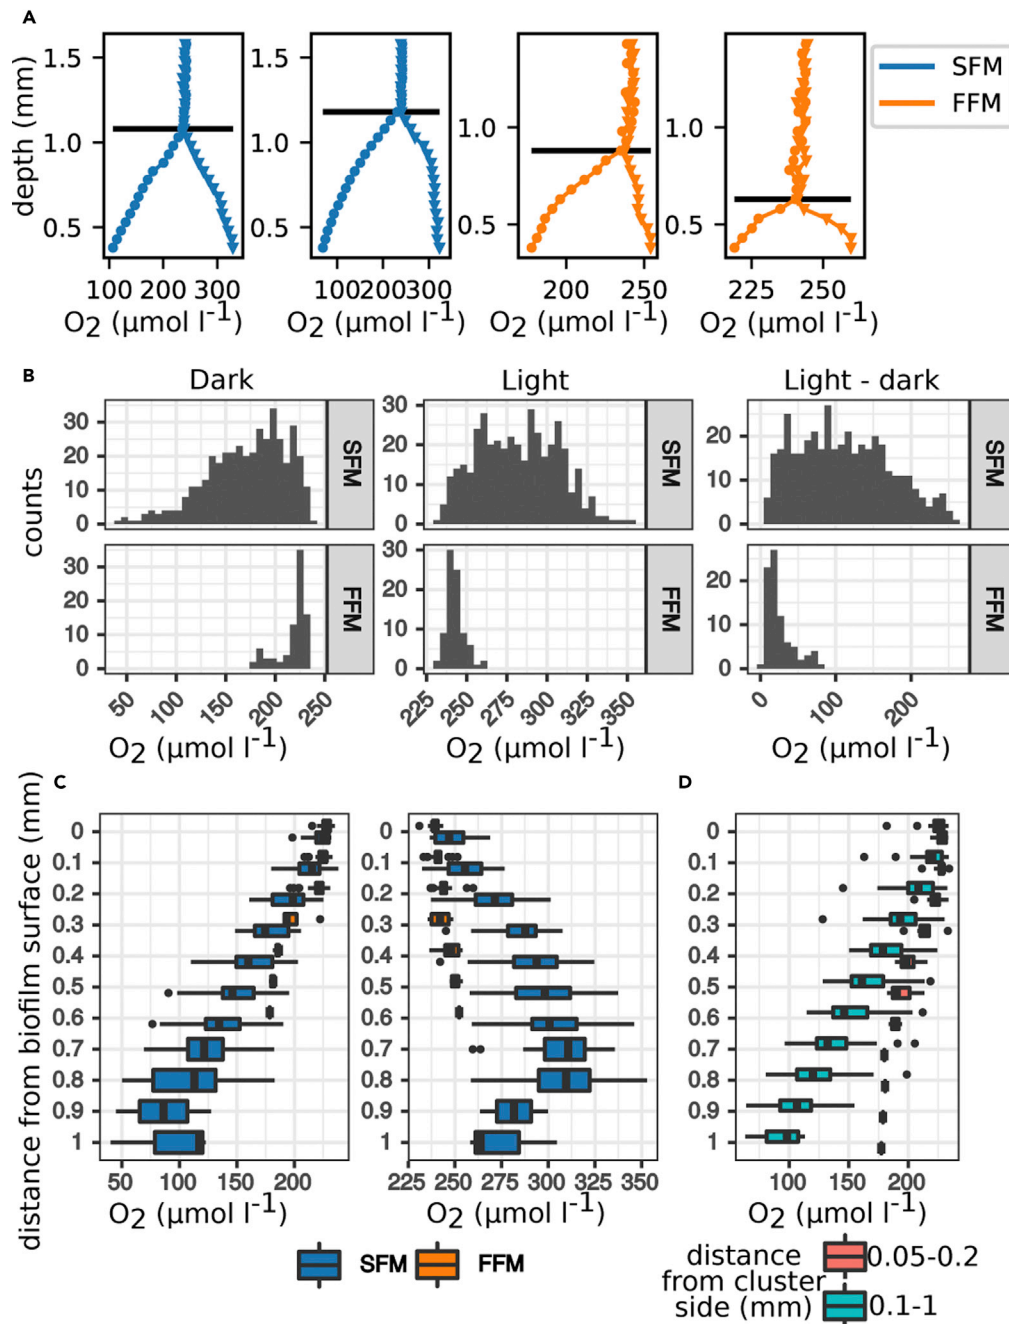 A
depth (mm)
1.5
1.0
0.5
1.5
1.0
0.5
1.0
0.5
1.0
0.5
SFM
FFM
100 200 300
100200300
200 250
225 250
O2 (µmol l-1) O2 (µmol l-1) O2 (µmol l-1) O2 (µmol l-1)
B
Dark Light Light - dark
counts
30
20
10
0
SFM
30
20
10
0
SFM
20
10
0
SFM
30
20
10
0
FFM
30
20
10
0
FFM
20
10
0
FFM
50 100 150 200 250
225 250 275 300 325 350
0 100 200
O2 (µmol l-1) O2 (µmol l-1) O2 (µmol l-1)
distance from biofilm surface (mm)
C
0
0.1
0.2
0.3
0.4
0.5
0.6
0.7
0.8
0.9
1
50 100 150 200
O2 (µmol l-1)
0
0.1
0.2
0.3
0.4
0.5
0.6
0.7
0.8
0.9
1
225 250 275 300 325 350
O2 (µmol l-1)
SFM FFM
D
0
0.1
0.2
0.3
0.4
0.5
0.6
0.7
0.8
0.9
1
100 150 200
O2 (µmol l-1)
distance
from cluster
side (mm)
0.05-0.2
0.1-1